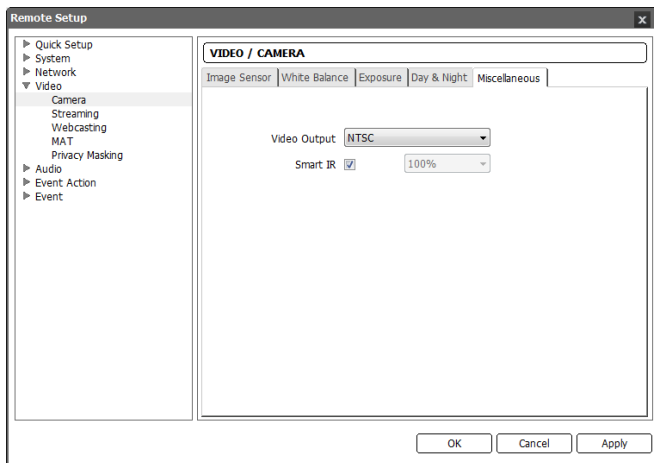 Remote Setup
x
Quick Setup
System
Network
Video
Camera
Streaming
Webcasting
MAT
Privacy Masking
Audio
Event Action
Event
VIDEO / CAMERA
Image Sensor White Balance Exposure Day & Night Miscellaneous
Video Output NTSC
Smart IR 100%
OK Cancel Apply